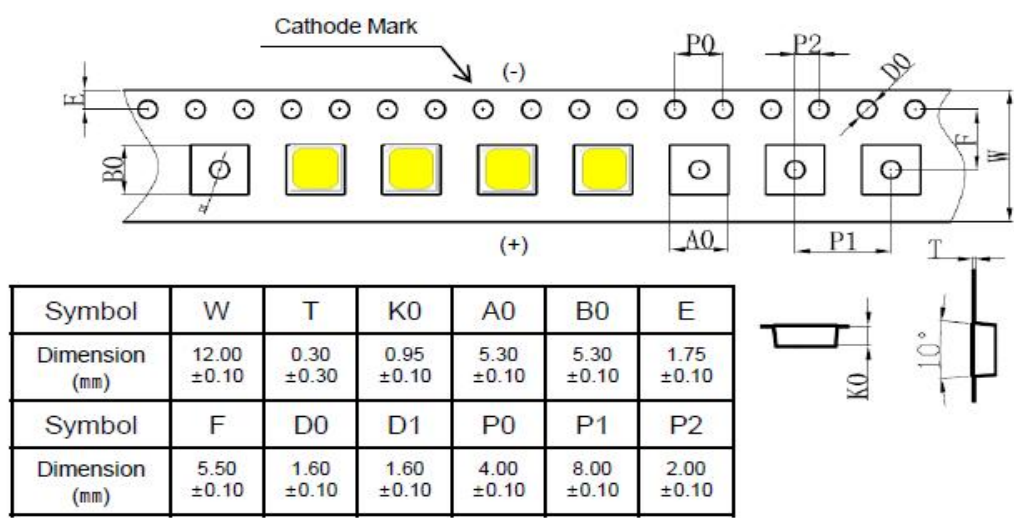 Cathode Mark
P0
P2
D0
(-)
E
B0
F
W
(+)
A0
P1
T
Symbol W T K0 A0 B0 E
Dimension (mm) 12.00 ±0.10 0.30 ±0.30 0.95 ±0.10 5.30 ±0.10 5.30 ±0.10 1.75 ±0.10
Symbol F D0 D1 P0 P1 P2
Dimension (mm) 5.50 ±0.10 1.60 ±0.10 1.60 ±0.10 4.00 ±0.10 8.00 ±0.10 2.00 ±0.10
K0
10°